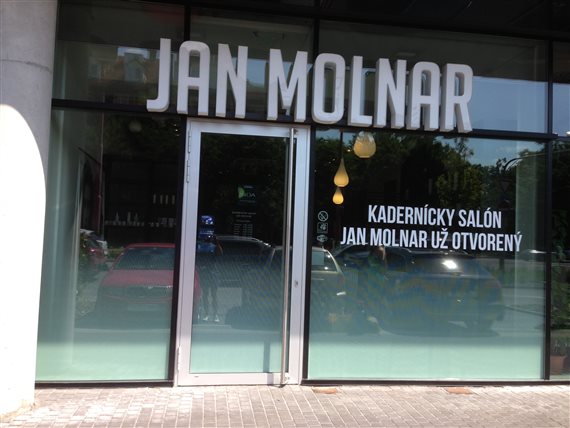 JAN MOLNAR
KADERNÍCKY SALÓN
JAN MOLNAR UŽ OTVORENÝ